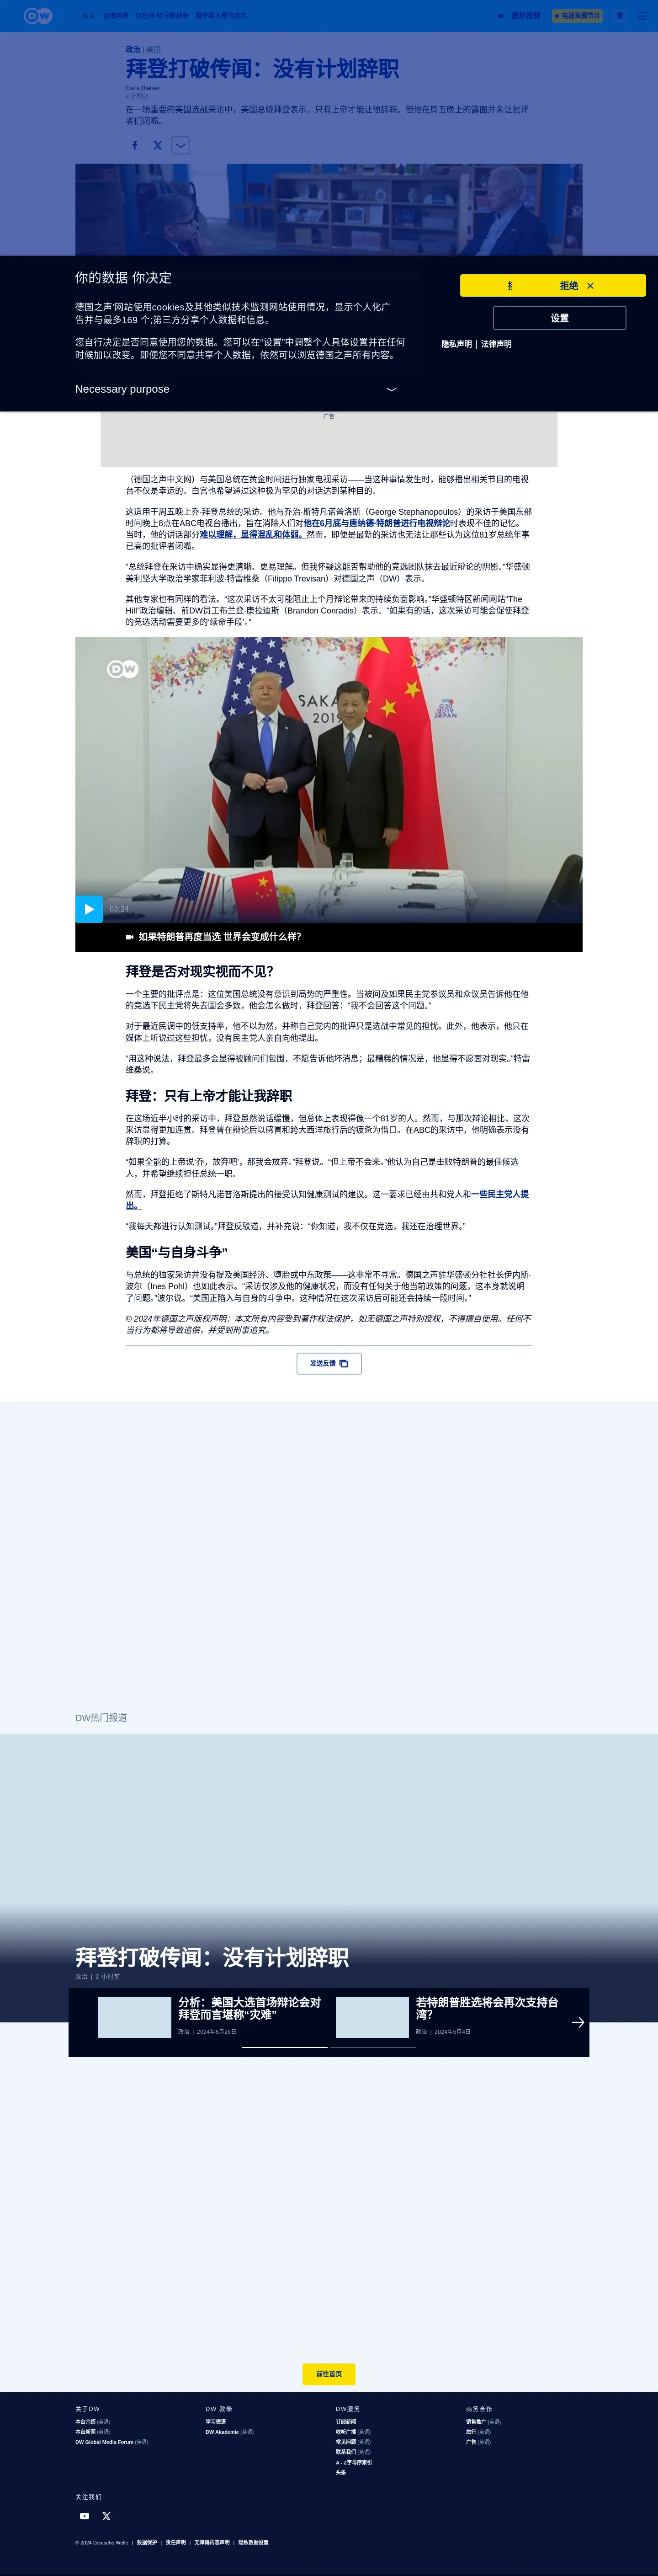 DW
焦点 台海两岸 以色列-哈马斯战争 俄罗斯入侵乌克兰
最新视频
电视直播节目
繁
政治 | 美国
拜登打破传闻：没有计划辞职
Carla Bleiker
2 小时前
在一场重要的美国选战采访中，美国总统拜登表示，只有上帝才能让他辞职。但他在周五晚上的露面并未让批评
者们闭嘴。
你的数据 你决定
拒绝
德国之声'网站使用cookies及其他类似技术监测网站使用情况，显示个人化广
告并与最多169 个;第三方分享个人数据和信息。
设置
您自行决定是否同意使用您的数据。您可以在“设置”中调整个人具体设置并在任何
时候加以改变。即便您不同意共享个人数据，依然可以浏览德国之声所有内容。
隐私声明 | 法律声明
Necessary purpose
广告
（德国之声中文网）与美国总统在黄金时间进行独家电视采访——当这种事情发生时，能够播出相关节目的电视
台不仅是幸运的。白宫也希望通过这种极为罕见的对话达到某种目的。
这适用于周五晚上乔·拜登总统的采访。他与乔治·斯特凡诺普洛斯（George Stephanopoulos）的采访于美国东部
时间晚上8点在ABC电视台播出，旨在消除人们对他在6月底与唐纳德·特朗普进行电视辩论时表现不佳的记忆。
当时，他的讲话部分难以理解，显得混乱和体弱。然而，即便是最新的采访也无法让那些认为这位81岁总统年事
已高的批评者闭嘴。
“总统拜登在采访中确实显得更清晰、更易理解。但我怀疑这能否帮助他的竞选团队抹去最近辩论的阴影。”华盛顿
美利坚大学政治学家菲利波·特雷维桑（Filippo Trevisan）对德国之声（DW）表示。
其他专家也有同样的看法。“这次采访不太可能阻止上个月辩论带来的持续负面影响。”华盛顿特区新闻网站“The
Hill”政治编辑、前DW员工布兰登·康拉迪斯（Brandon Conradis）表示。“如果有的话，这次采访可能会促使拜登
的竞选活动需要更多的‘续命手段’。”
DW
03:24
如果特朗普再度当选 世界会变成什么样？
拜登是否对现实视而不见？
一个主要的批评点是：这位美国总统没有意识到局势的严重性。当被问及如果民主党参议员和众议员告诉他在他
的竞选下民主党将失去国会多数，他会怎么做时，拜登回答：“我不会回答这个问题。”
对于最近民调中的低支持率，他不以为然，并称自己党内的批评只是选战中常见的担忧。此外，他表示，他只在
媒体上听说过这些担忧，没有民主党人亲自向他提出。
“用这种说法，拜登最多会显得被顾问们包围，不愿告诉他坏消息；最糟糕的情况是，他显得不愿面对现实。”特雷
维桑说。
拜登：只有上帝才能让我辞职
在这场近半小时的采访中，拜登虽然说话缓慢，但总体上表现得像一个81岁的人。然而，与那次辩论相比，这次
采访显得更加连贯。拜登曾在辩论后以感冒和跨大西洋旅行后的疲惫为借口。在ABC的采访中，他明确表示没有
辞职的打算。
“如果全能的上帝说‘乔，放弃吧’，那我会放弃。”拜登说。“但上帝不会来。”他认为自己是击败特朗普的最佳候选
人，并希望继续担任总统一职。
然而，拜登拒绝了斯特凡诺普洛斯提出的接受认知健康测试的建议。这一要求已经由共和党人和一些民主党人提
出。
“我每天都进行认知测试。”拜登反驳道，并补充说：“你知道，我不仅在竞选，我还在治理世界。”
美国“与自身斗争”
与总统的独家采访并没有提及美国经济、堕胎或中东政策——这非常不寻常。德国之声驻华盛顿分社社长伊内斯·
波尔（Ines Pohl）也如此表示。“采访仅涉及他的健康状况，而没有任何关于他当前政策的问题，这本身就说明
了问题。”波尔说。“美国正陷入与自身的斗争中。这种情况在这次采访后可能还会持续一段时间。”
© 2024年德国之声版权声明：本文所有内容受到著作权法保护，如无德国之声特别授权，不得擅自使用。任何不
当行为都将导致追偿，并受到刑事追究。
发送反馈
DW热门报道
拜登打破传闻：没有计划辞职
政治 | 2 小时前
分析：美国大选首场辩论会对
拜登而言堪称“灾难”
政治 | 2024年6月28日
若特朗普胜选将会再次支持台
湾？
政治 | 2024年5月4日
前往首页
关于DW
本台介绍 (英语)
本台新闻 (英语)
DW Global Media Forum (英语)
DW 教學
学习德语
DW Akademie (英语)
DW服务
订阅新闻
收听广播 (英语)
常见问题 (英语)
联系我们 (英语)
A - Z字母序索引
头条
商务合作
销售推广 (英语)
旅行 (英语)
广告 (英语)
关注我们
© 2024 Deutsche Welle | 数据保护 | 责任声明 | 无障碍内容声明 | 隐私数据设置